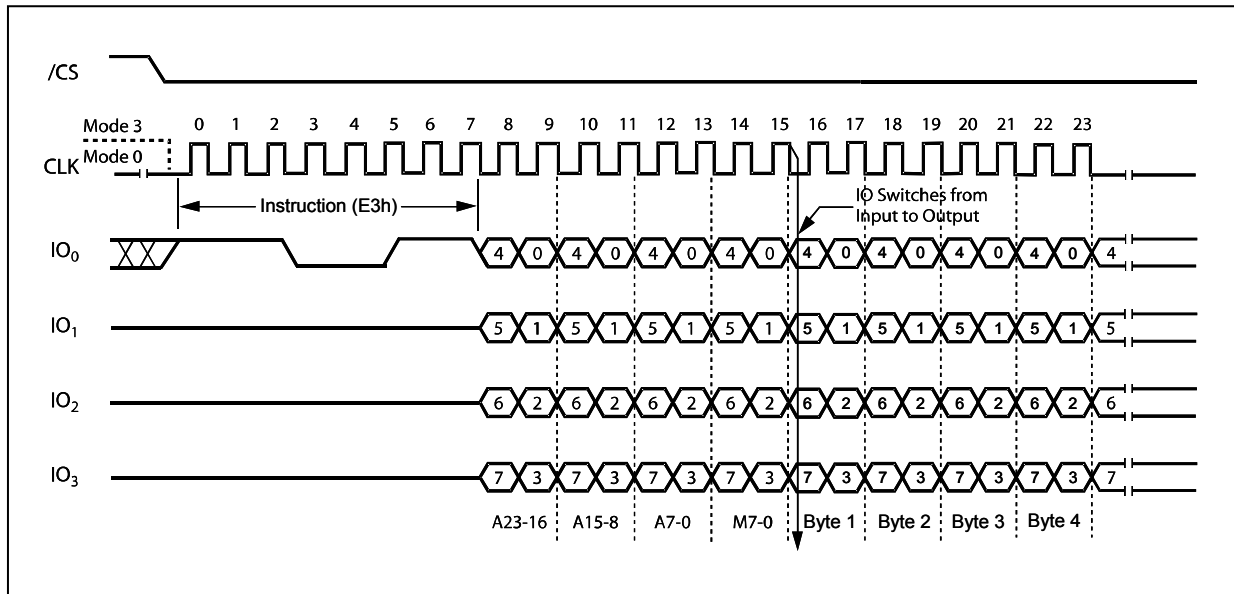 /CS
Mode 3
0 1 2 3 4 5 6 7 8 9 10 11 12 13 14 15 16 17 18 19 20 21 22 23
CLK
Mode 0
Instruction (E3h)
IO Switches from
Input to Output
IO0
4 0 4 0 4 0 4 0 4 0 4 0 4 0 4 0 4
IO1
5 1 5 1 5 1 5 1 5 1 5 1 5 1 5 1 5
IO2
6 2 6 2 6 2 6 2 6 2 6 2 6 2 6 2 6
IO3
7 3 7 3 7 3 7 3 7 3 7 3 7 3 7 3 7
A23-16 A15-8 A7-0 M7-0 Byte 1 Byte 2 Byte 3 Byte 4